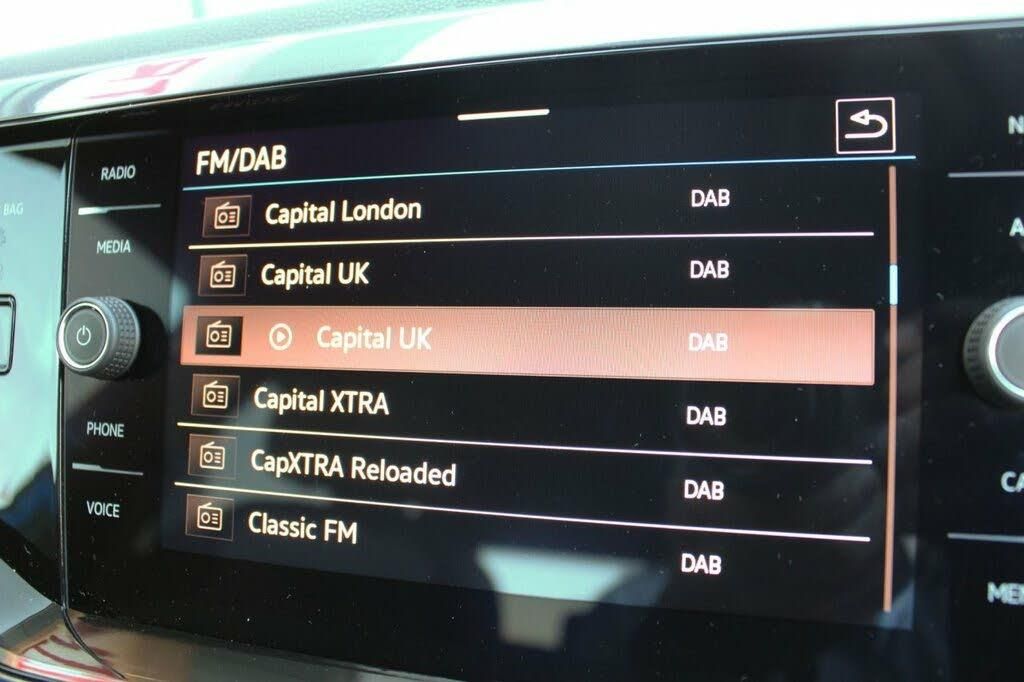 FM/DAB
RADIO
BAG
MEDIA
PHONE
VOICE
Capital London DAB
Capital UK DAB
Capital UK DAB
Capital XTRA DAB
CapXTRA Reloaded DAB
Classic FM DAB